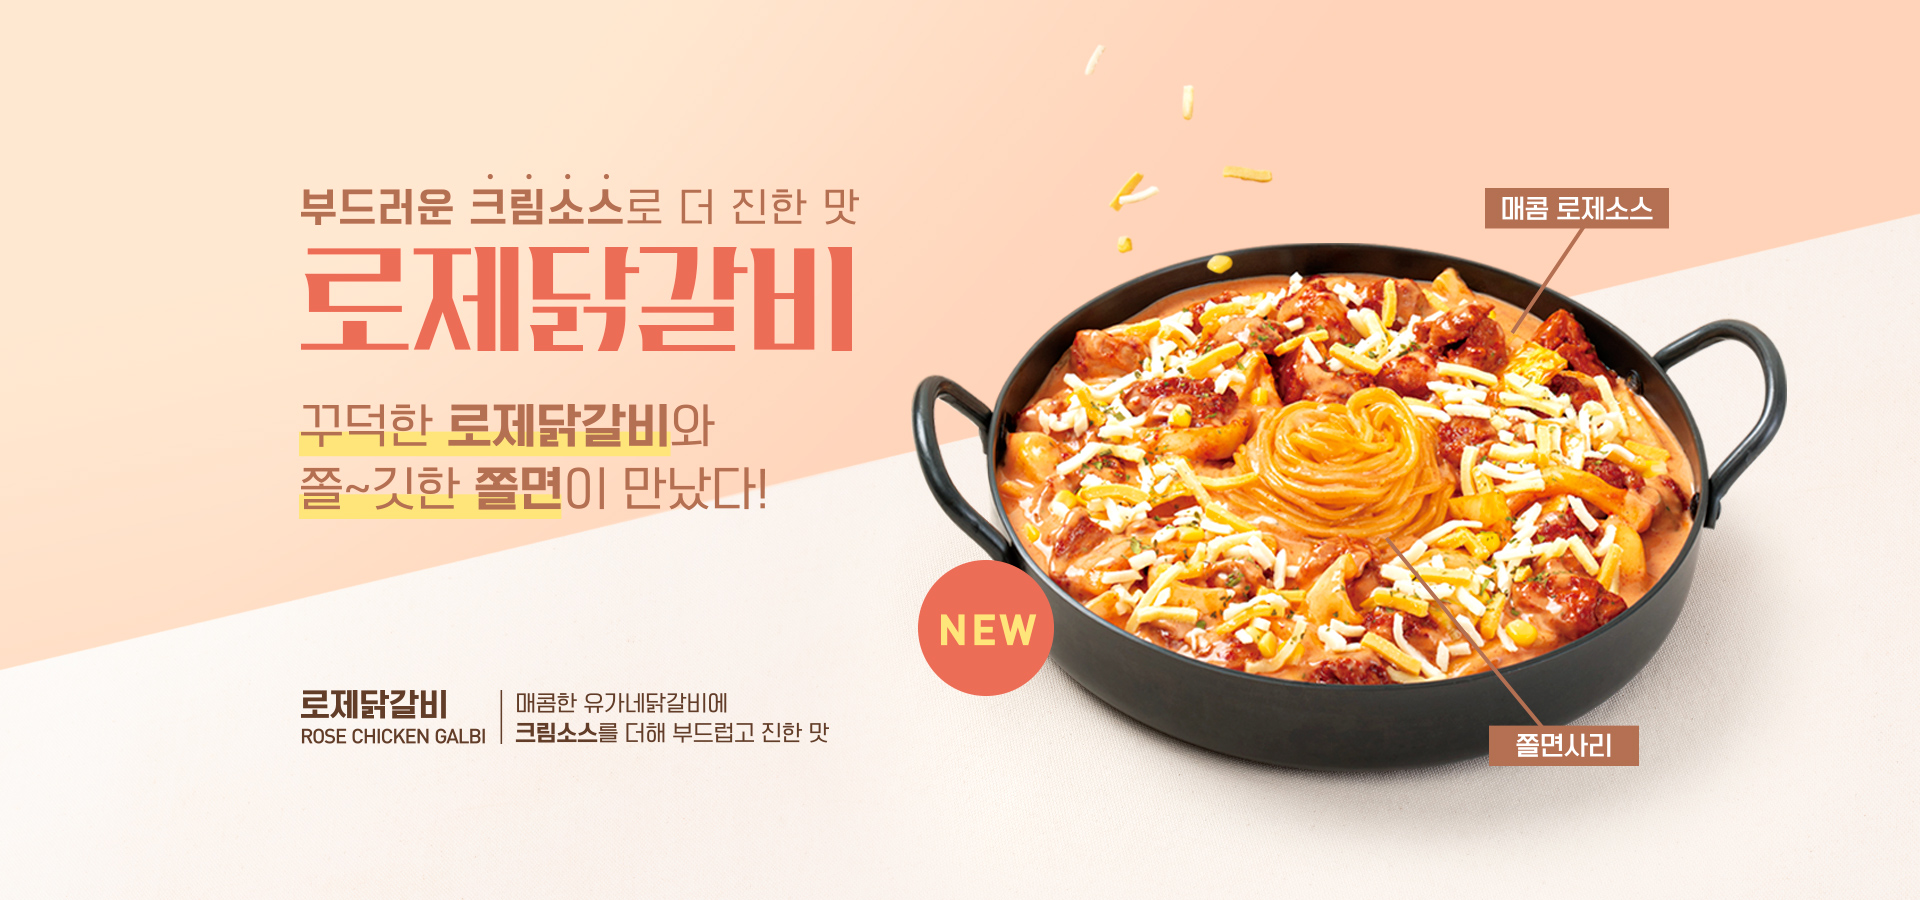 부드러운 크림소스로 더 진한 맛
로제닭갈비
꾸덕한 로제닭갈비와
쫄~깃한 쫄면이 만났다!
로제닭갈비
ROSE CHICKEN GALBI
매콤한 유가네닭갈비에
크림소스를 더해 부드럽고 진한 맛
NEW
매콤 로제소스
쫄면사리